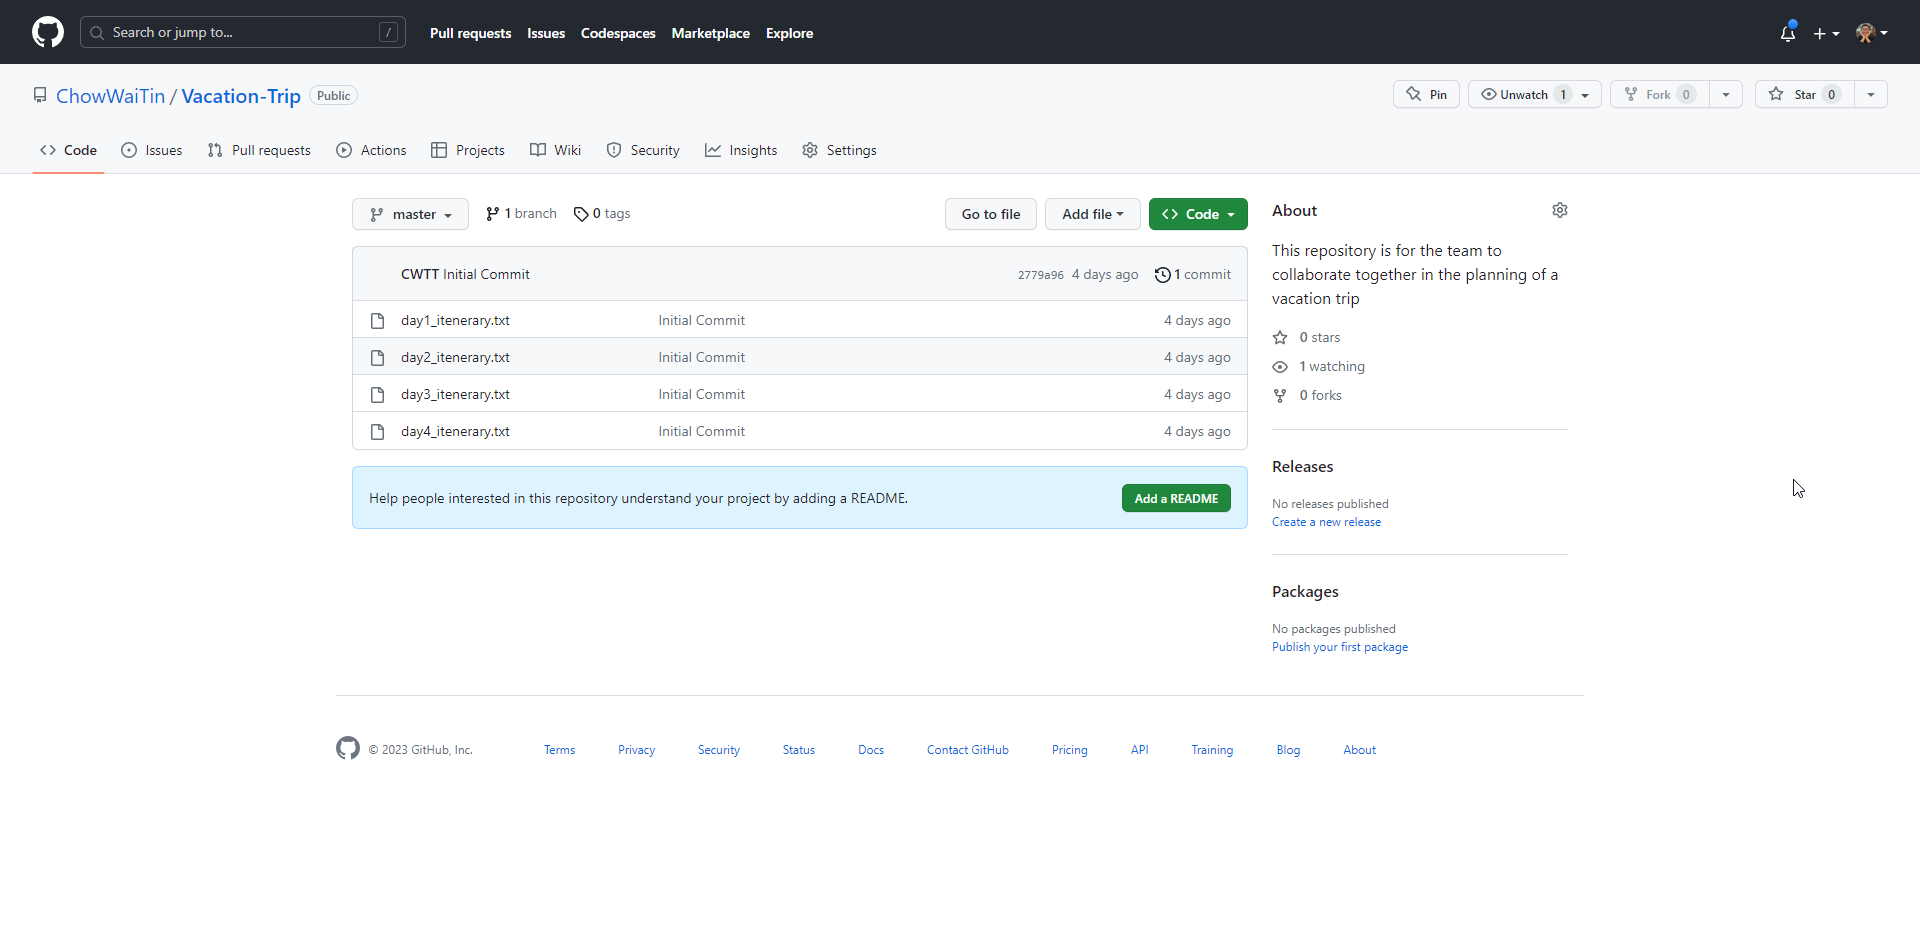 Search or jump to... /
Pull requests Issues Codespaces Marketplace Explore
ChowWaiTin / Vacation-Trip Public
Pin Unwatch 1 Fork 0 Star 0
Code Issues Pull requests Actions Projects Wiki Security Insights Settings
master 1 branch 0 tags Go to file Add file Code
CWTT Initial Commit 2779a96 4 days ago 1 commit
day1_itenerary.txt Initial Commit 4 days ago
day2_itenerary.txt Initial Commit 4 days ago
day3_itenerary.txt Initial Commit 4 days ago
day4_itenerary.txt Initial Commit 4 days ago
Help people interested in this repository understand your project by adding a README. Add a README
About
This repository is for the team to
collaborate together in the planning of a
vacation trip
0 stars
1 watching
0 forks
Releases
No releases published
Create a new release
Packages
No packages published
Publish your first package
© 2023 GitHub, Inc. Terms Privacy Security Status Docs Contact GitHub Pricing API Training Blog About